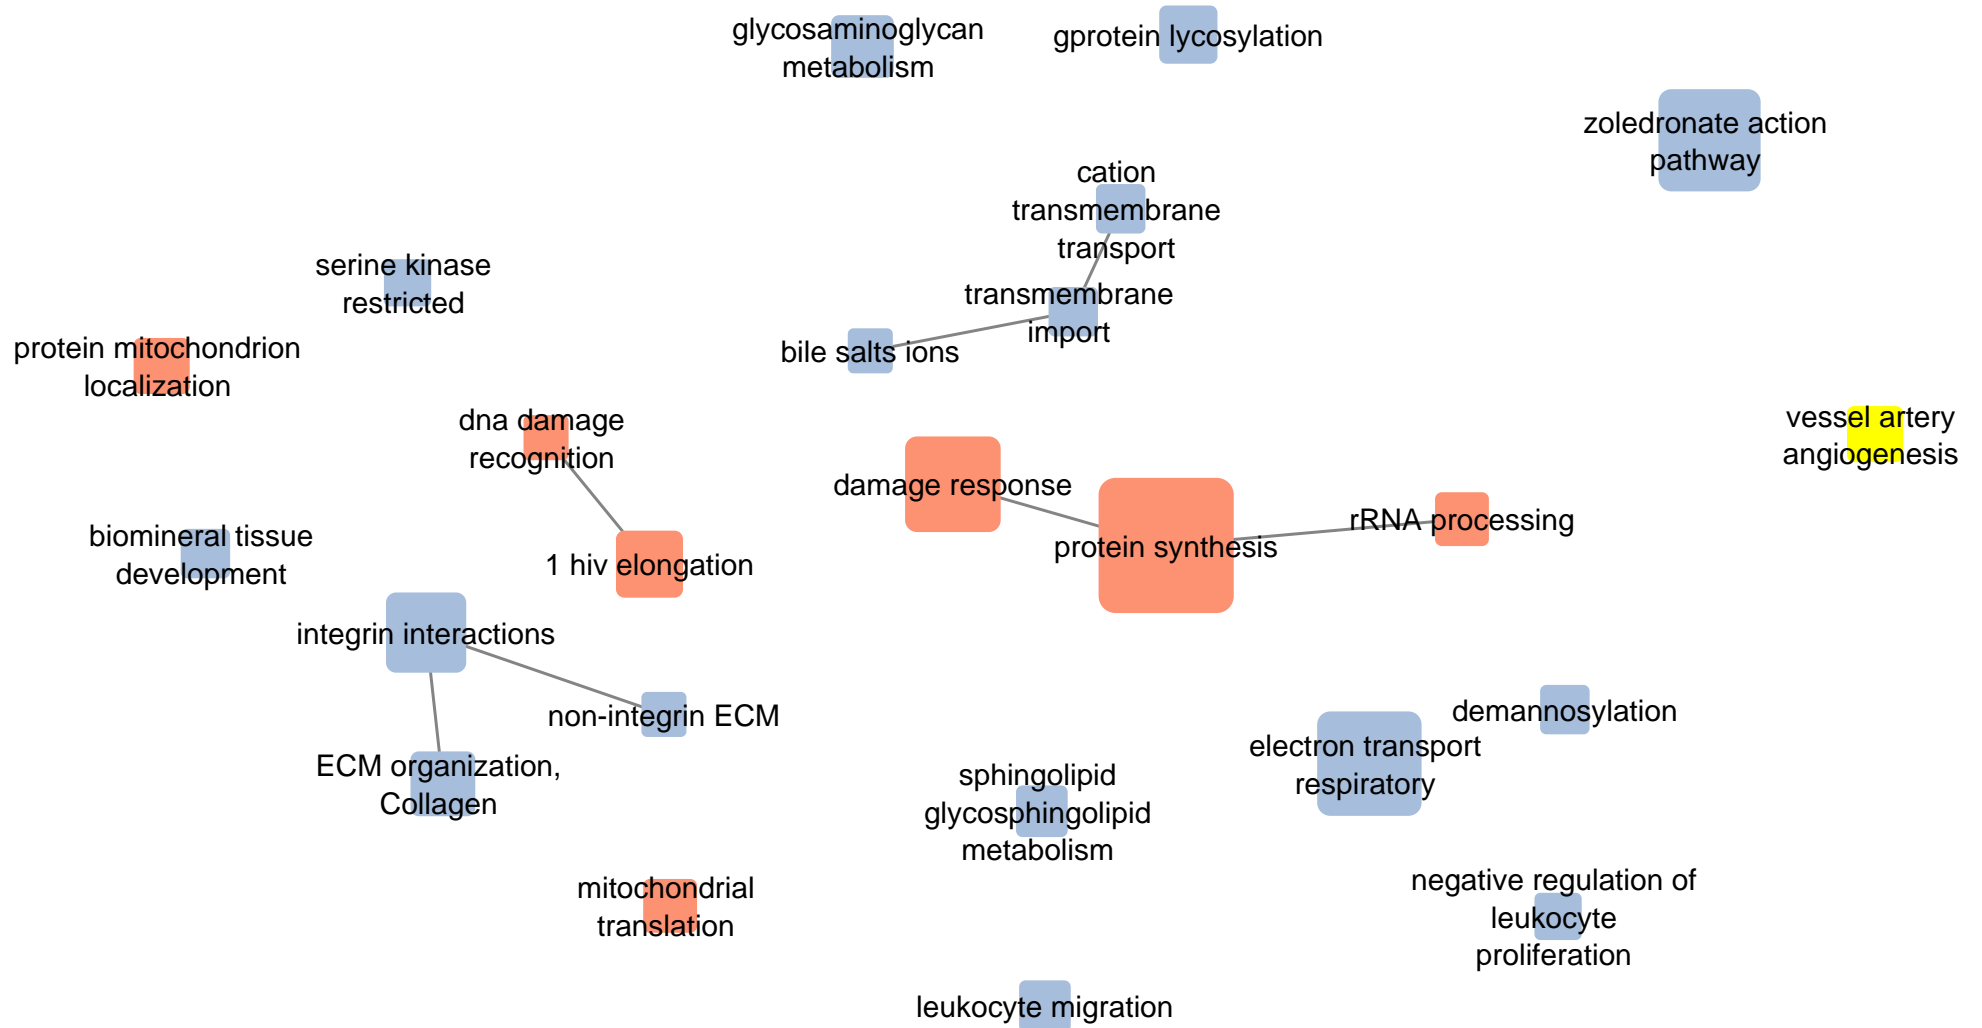 glycosaminoglycan
metabolism
gprotein lycosylation
zoledronate action
pathway
cation
transmembrane
transport
serine kinase
restricted
transmembrane
import
bile salts ions
protein mitochondrion
localization
dna damage
recognition
damage response
vessel artery
angiogenesis
rRNA processing
protein synthesis
biomineral tissue
development
1 hiv elongation
integrin interactions
non-integrin ECM
demannosylation
electron transport
respiratory
ECM organization,
Collagen
sphingolipid
glycosphingolipid
metabolism
mitochondrial
translation
negative regulation of
leukocyte
proliferation
leukocyte migration